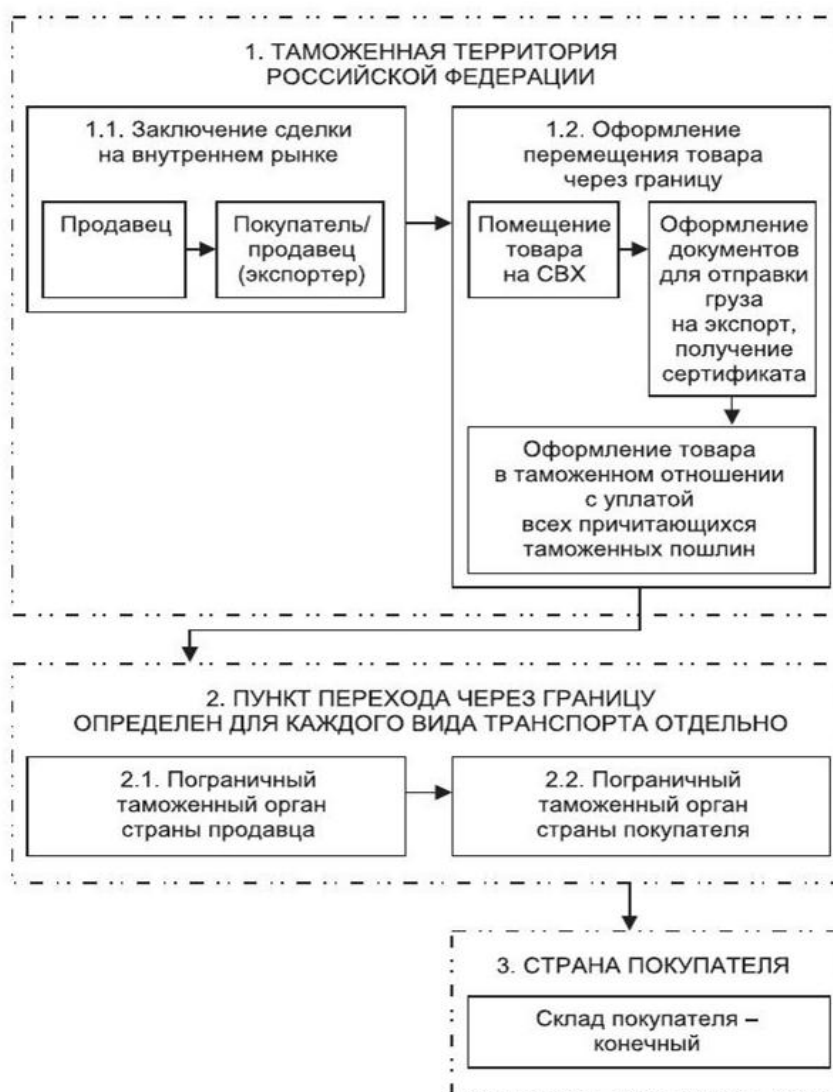 1. ТАМОЖЕННАЯ ТЕРРИТОРИЯ
РОССИЙСКОЙ ФЕДЕРАЦИИ
1.1. Заключение сделки
на внутреннем рынке
Продавец
Покупатель/
продавец
(экспортер)
1.2. Оформление
перемещения товара
через границу
Помещение
товара
на СВХ
Оформление
документов
для отправки
груза
на экспорт,
получение
сертификата
Оформление товара
в таможенном отношении
с уплатой
всех причитающихся
таможенных пошлин
2. ПУНКТ ПЕРЕХОДА ЧЕРЕЗ ГРАНИЦУ
ОПРЕДЕЛЕН ДЛЯ КАЖДОГО ВИДА ТРАНСПОРТА ОТДЕЛЬНО
2.1. Пограничный
таможенный орган
страны продавца
2.2. Пограничный
таможенный орган
страны покупателя
3. СТРАНА ПОКУПАТЕЛЯ
Склад покупателя –
конечный